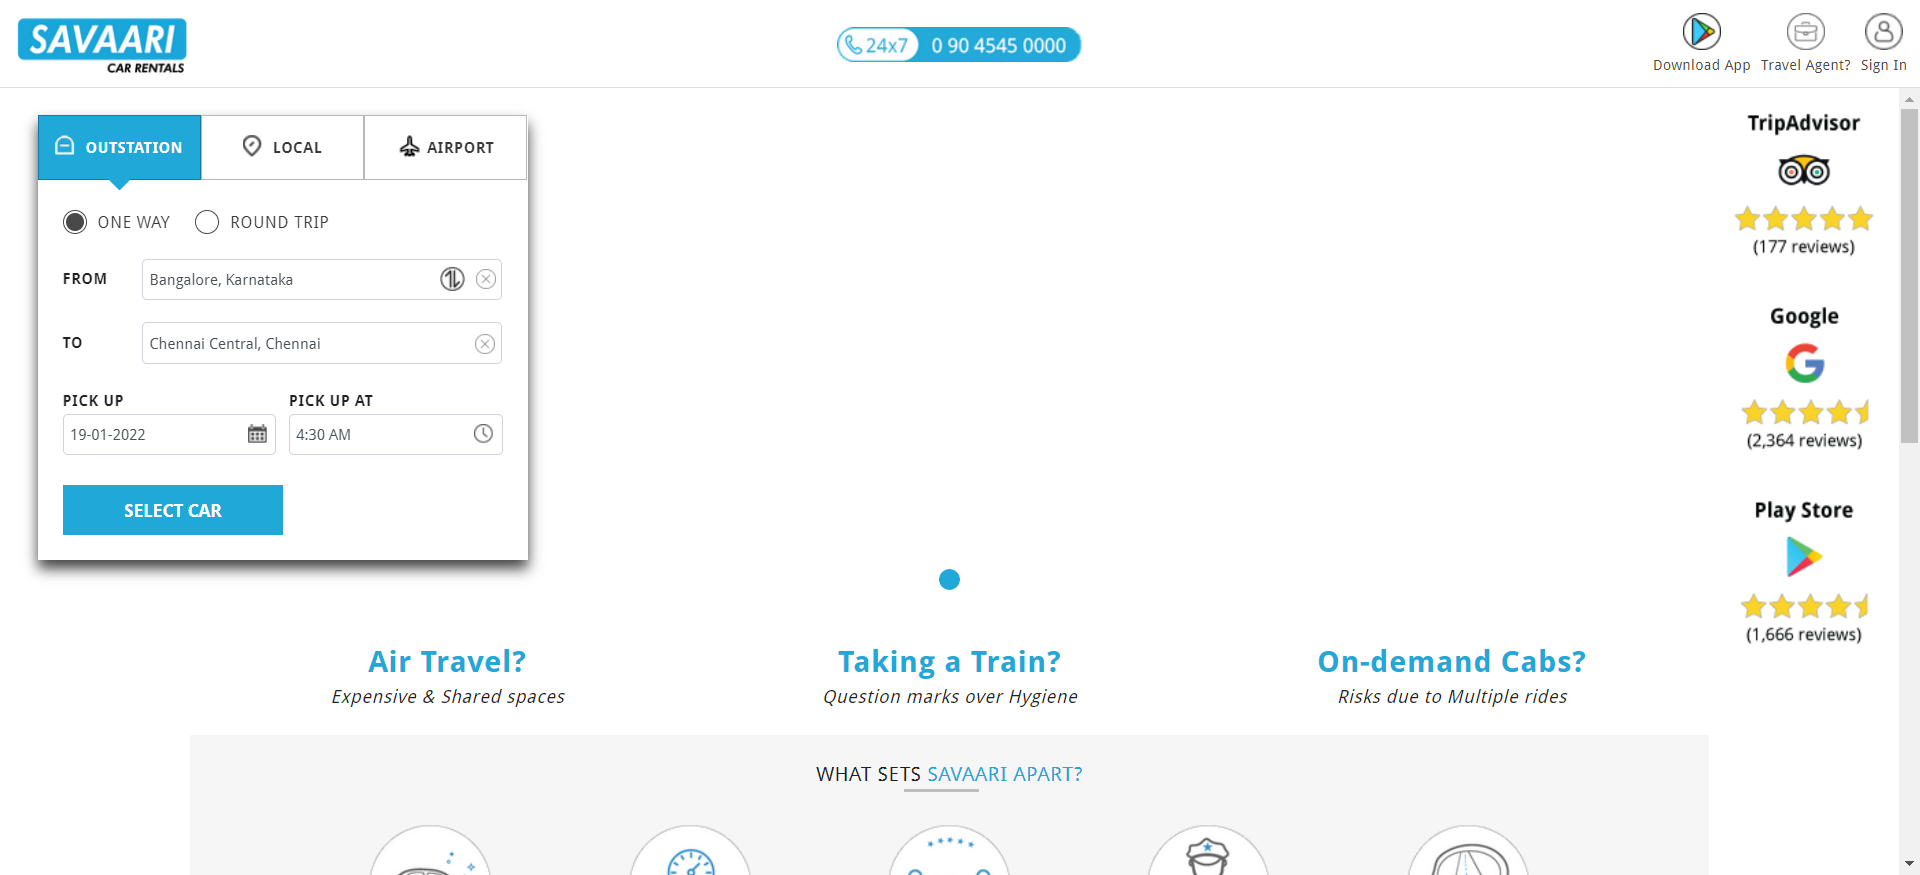 SAVAARI
CAR RENTALS
24x7 0 90 4545 0000
Download App
Travel Agent?
Sign In
OUTSTATION
LOCAL
AIRPORT
ONE WAY
ROUND TRIP
FROM
Bangalore, Karnataka
TO
Chennai Central, Chennai
PICK UP
PICK UP AT
19-01-2022
4:30 AM
SELECT CAR
TripAdvisor
(177 reviews)
Google
(2,364 reviews)
Play Store
(1,666 reviews)
Air Travel?
Expensive & Shared spaces
Taking a Train?
Question marks over Hygiene
On-demand Cabs?
Risks due to Multiple rides
WHAT SETS SAVAARI APART?